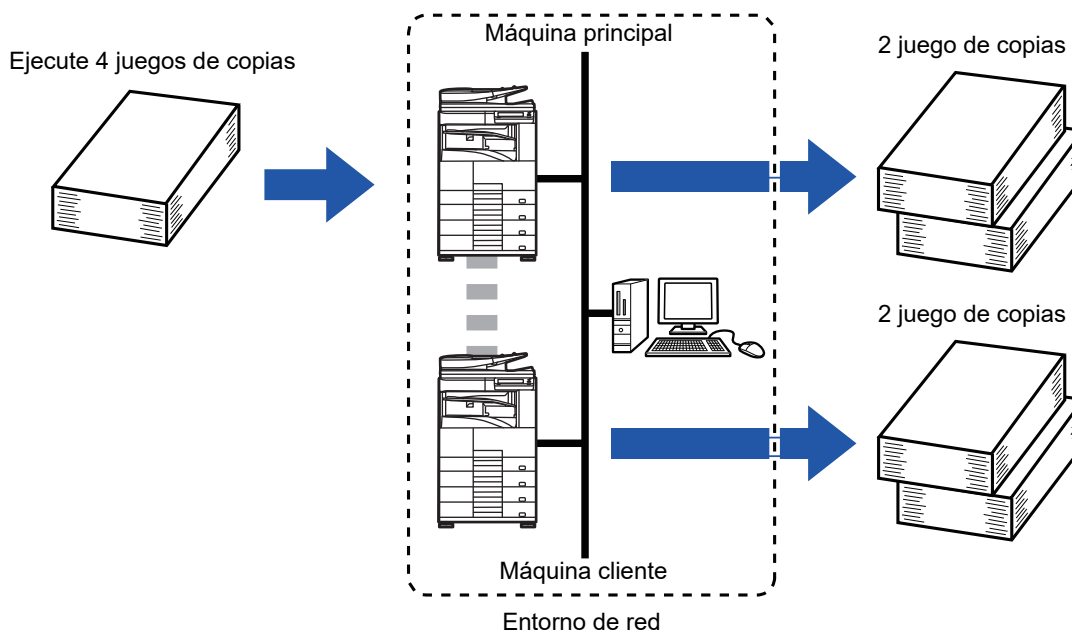 Máquina principal
Ejecute 4 juegos de copias
2 juego de copias
2 juego de copias
Máquina cliente
Entorno de red